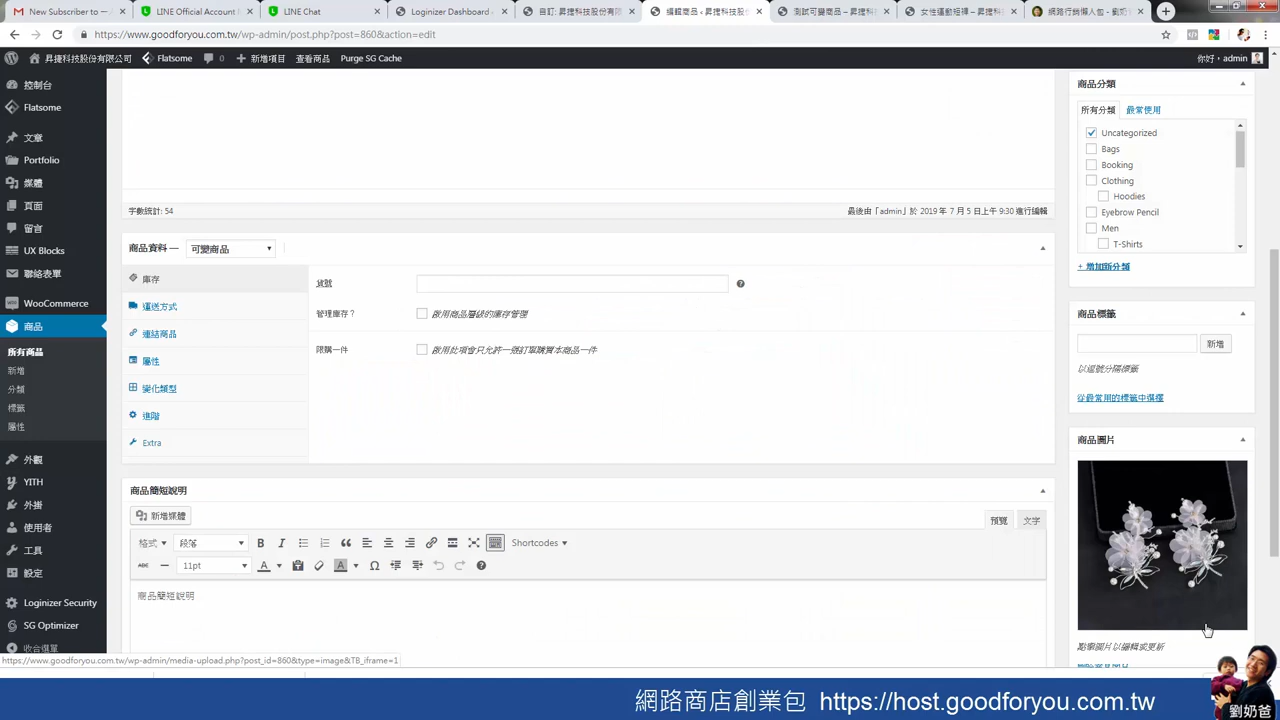 New Subscriber to —
LINE Official Account M
LINE Chat
Loginizer Dashboard ‹
自訂: 昇捷科技股份有限
編輯商品 ‹ 昇捷科技股份
測試可變商品 – 昇捷科
女性運動短褲 – 昇捷科
網路行銷懶人包 - 劉奶爸
https://www.goodforyou.com.tw/wp-admin/post.php?post=860&action=edit
昇捷科技股份有限公司
Flatsome
0
新增項目
查看商品
Purge SG Cache
你好，admin
控制台
Flatsome
文章
Portfolio
媒體
頁面
留言
UX Blocks
聯絡表單
WooCommerce
商品
所有商品
新增
分類
標籤
屬性
外觀
YITH
外掛
使用者
工具
設定
Loginizer Security
SG Optimizer
收合選單
字數統計: 54
最後由「admin」於 2019 年 7 月 5 日上午 9:30 進行編輯
商品資料 —
可變商品
庫存
運送方式
連結商品
屬性
變化類型
進階
Extra
貨號
管理庫存？
啟用商品層級的庫存管理
限購一件
啟用此項會只允許一張訂單購買本商品一件
商品簡短說明
新增媒體
預覽
文字
格式
段落
Shortcodes
11pt
商品簡短說明
商品分類
所有分類
最常使用
Uncategorized
Bags
Booking
Clothing
Hoodies
Eyebrow Pencil
Men
T-Shirts
+ 增加新分類
商品標籤
新增
以逗號分隔標籤
從最常用的標籤中選擇
商品圖片
點擊圖片以編輯或更新
https://www.goodforyou.com.tw/wp-admin/media-upload.php?post_id=860&type=image&TB_iframe=1
網路商店創業包 https://host.goodforyou.com.tw
劉奶爸